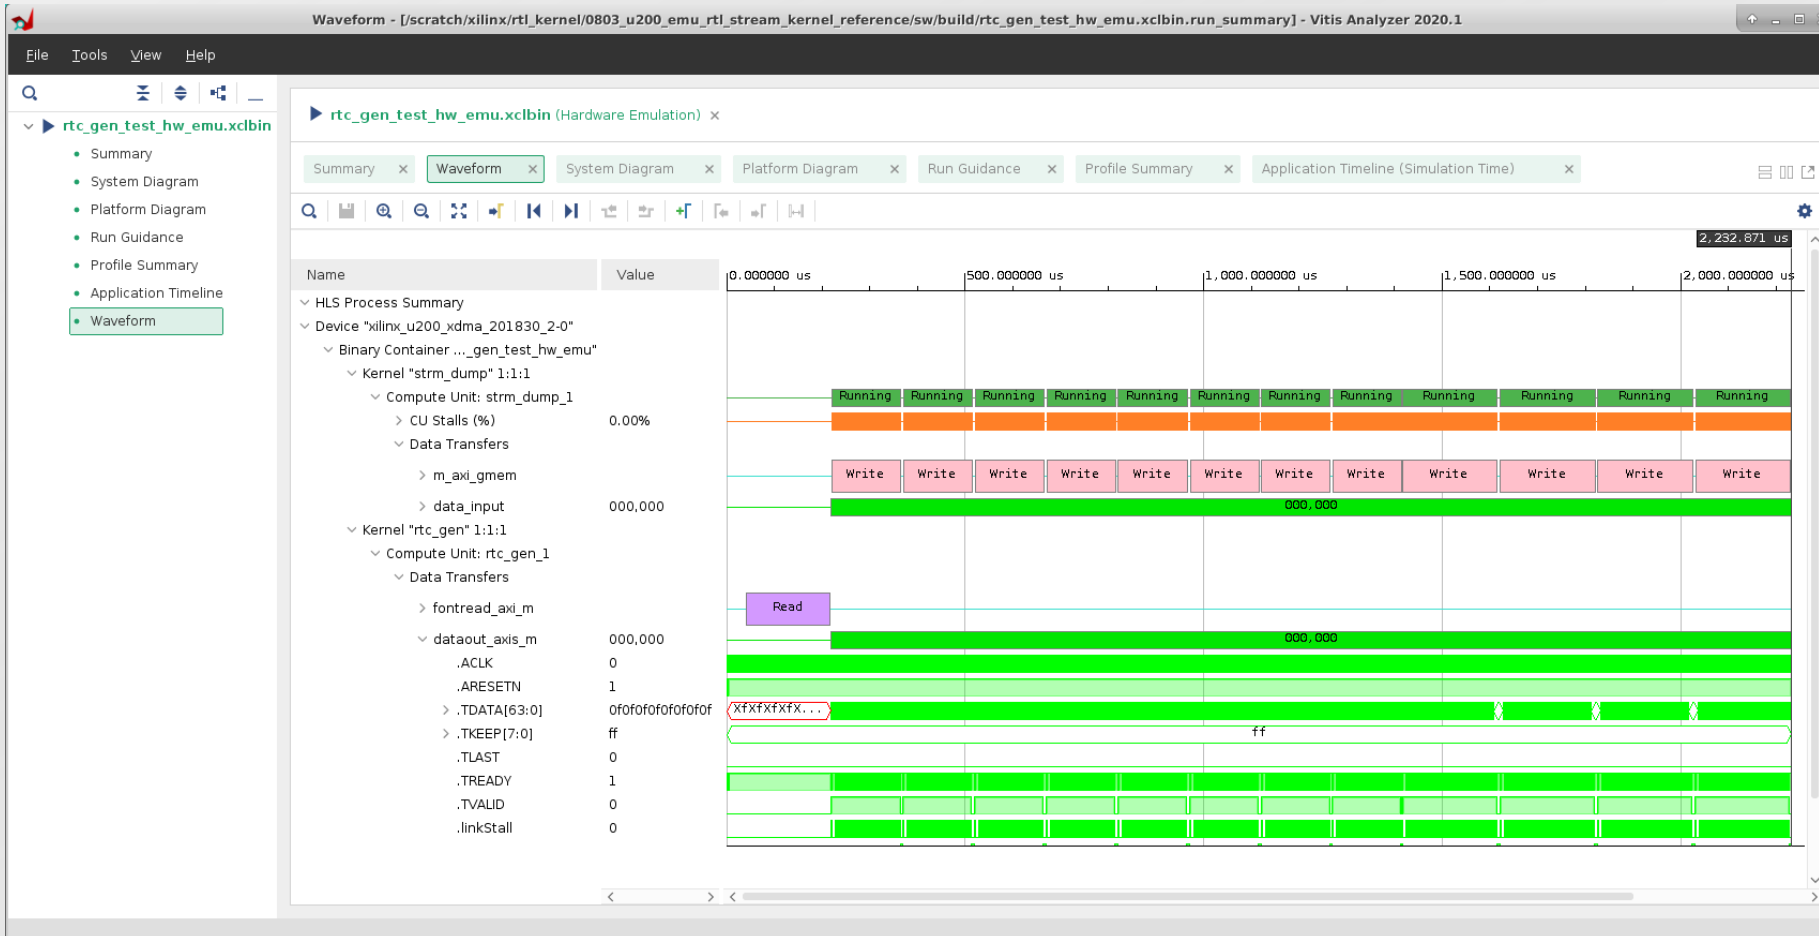 Waveform - [/scratch/xilinx/rtl_kernel/0803_u200_emu_rtl_stream_kernel_reference/sw/build/rtc_gen_test_hw_emu.xclbin.run_summary] - Vitis Analyzer 2020.1
File Tools View Help
rtc_gen_test_hw_emu.xclbin
Summary
System Diagram
Platform Diagram
Run Guidance
Profile Summary
Application Timeline
Waveform
rtc_gen_test_hw_emu.xclbin (Hardware Emulation)
Summary Waveform System Diagram Platform Diagram Run Guidance Profile Summary Application Timeline (Simulation Time)
2,232.871 us
Name Value 0.000000 us 500.000000 us 1,000.000000 us 1,500.000000 us 2,000.000000 us
HLS Process Summary
Device "xilinx_u200_xdma_201830_2-0"
Binary Container ..._gen_test_hw_emu"
Kernel "strm_dump" 1:1:1
Compute Unit: strm_dump_1 Running Running Running Running Running Running Running Running Running Running Running Running
CU Stalls (%) 0.00%
Data Transfers
m_axi_gmem Write Write Write Write Write Write Write Write Write Write Write Write
data_input 000,000 000,000
Kernel "rtc_gen" 1:1:1
Compute Unit: rtc_gen_1
Data Transfers
fontread_axi_m Read
dataout_axis_m 000,000 000,000
.ACLK 0
.ARESETN 1
.TDATA[63:0] 0f0f0f0f0f0f0f0f XfXfXfXfX...
.TKEEP[7:0] ff ff
.TLAST 0
.TREADY 1
.TVALID 0
.linkStall 0